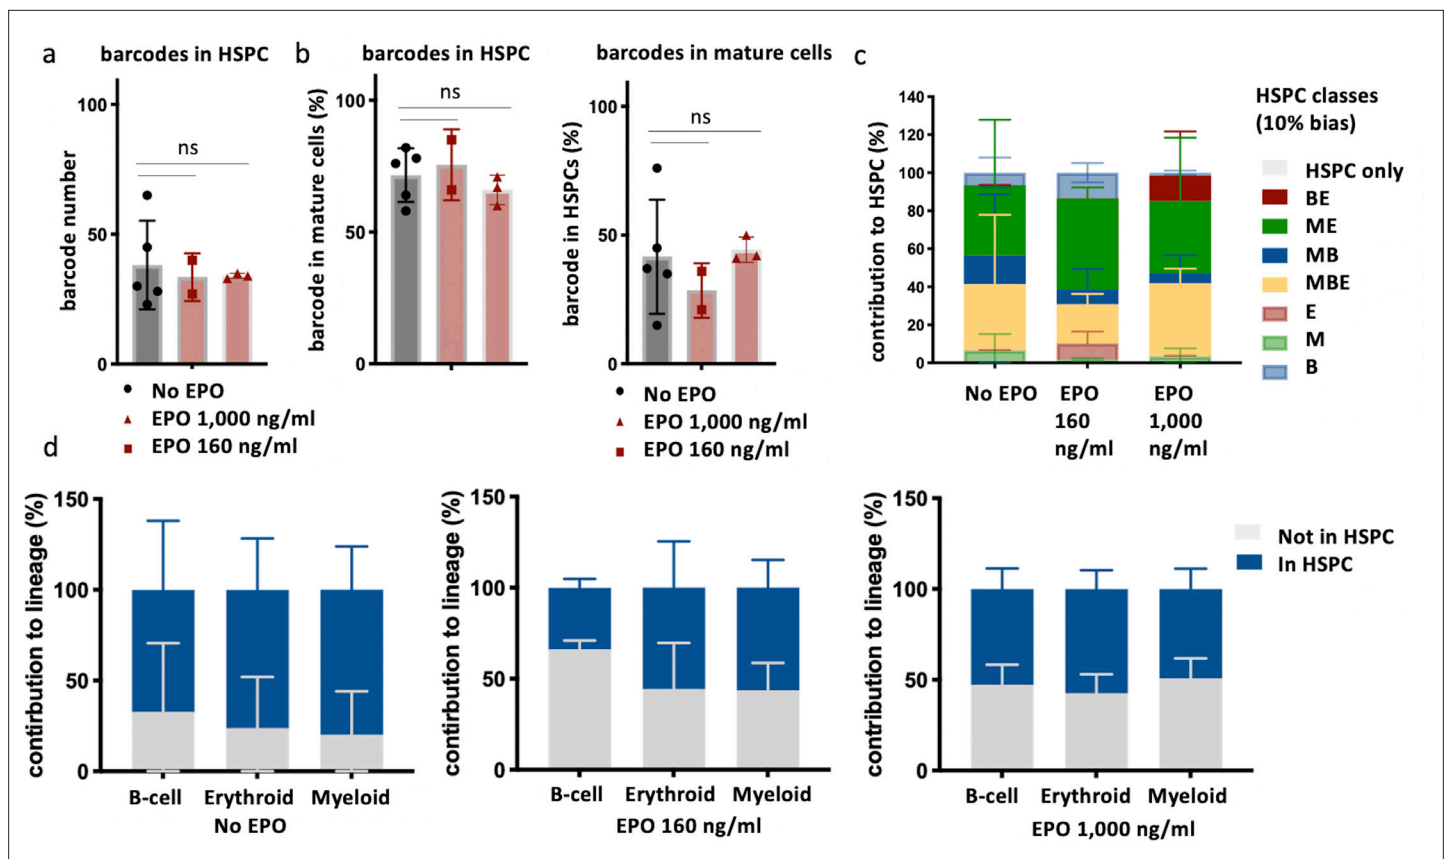 a
barcodes in HSPC
barcode number
100
50
0
ns
No EPO
EPO 1,000 ng/ml
EPO 160 ng/ml
b
barcodes in HSPC
barcode in mature cells (%)
100
50
0
ns
barcodes in mature cells
barcode in HSPCs (%)
100
50
0
ns
No EPO
EPO 1,000 ng/ml
EPO 160 ng/ml
c
contribution to HSPC (%)
140
120
100
80
60
40
20
0
No EPO
EPO
160
ng/ml
EPO
1,000
ng/ml
HSPC classes
(10% bias)
HSPC only
BE
ME
MB
MBE
E
M
B
d
contirbution to lineage (%)
150
100
50
0
B-cell
Erythroid
Myeloid
No EPO
contirbution to lineage (%)
150
100
50
0
B-cell
Erythroid
Myeloid
EPO 160 ng/ml
contribution to lineage (%)
150
100
50
0
B-cell
Erythroid
Myeloid
EPO 1,000 ng/ml
Not in HSPC
In HSPC